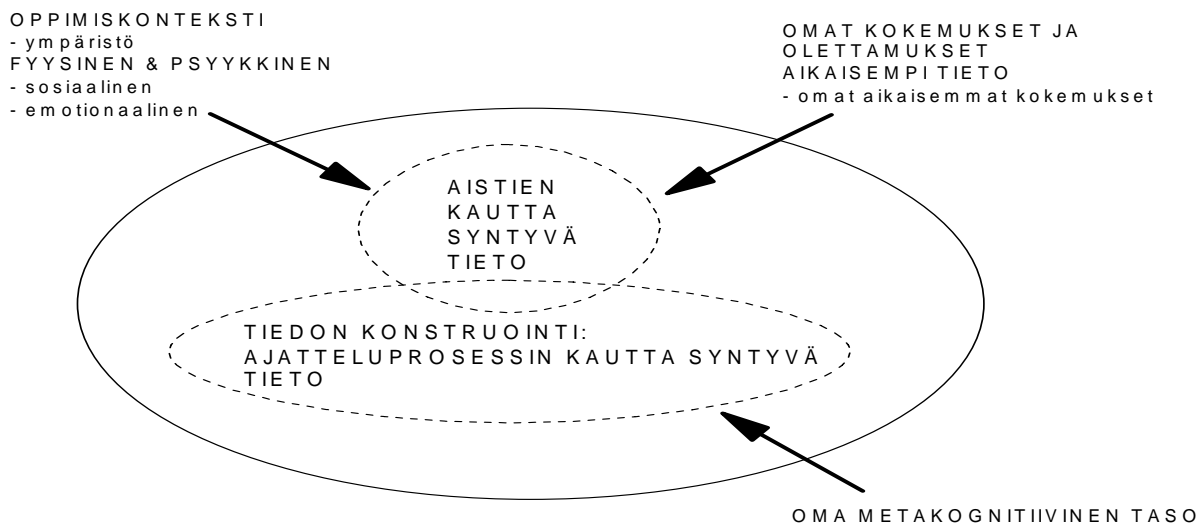 OPPIMISKONTEKSTI
- ympäristö
FYYSINEN & PSYYKKINEN
- sosiaalinen
- emotionaalinen
OMAT KOKEMUKSET JA
OLETTAMUKSET
AIKAISEMPI TIETO
- omat aikaisemmat kokemukset
AISTIEN
KAUTTA
SYNTYVÄ
TIETO
TIEDON KONSTRUOINTI:
AJATTELUPROSESSIN KAUTTA SYNTYVÄ
TIETO
OMA METAKOGNITIIVINEN TASO